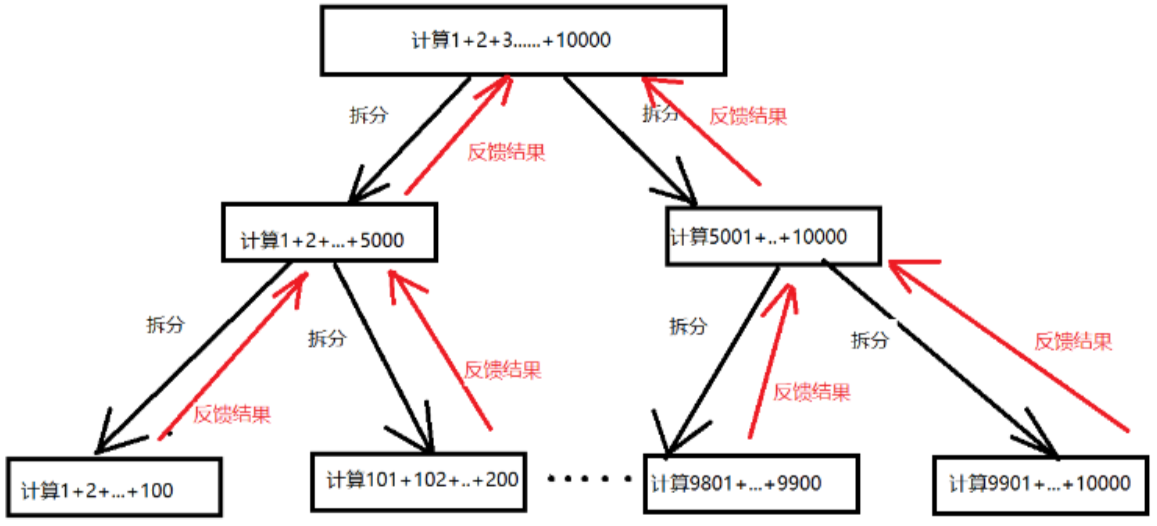 计算1+2+3......+10000
拆分
反馈结果
拆分
反馈结果
计算1+2+...+5000
计算5001+..+10000
拆分
反馈结果
拆分
反馈结果
拆分
反馈结果
拆分
反馈结果
计算1+2+...+100
计算101+102+..+200
......
计算9801+...+9900
计算9901+...+10000